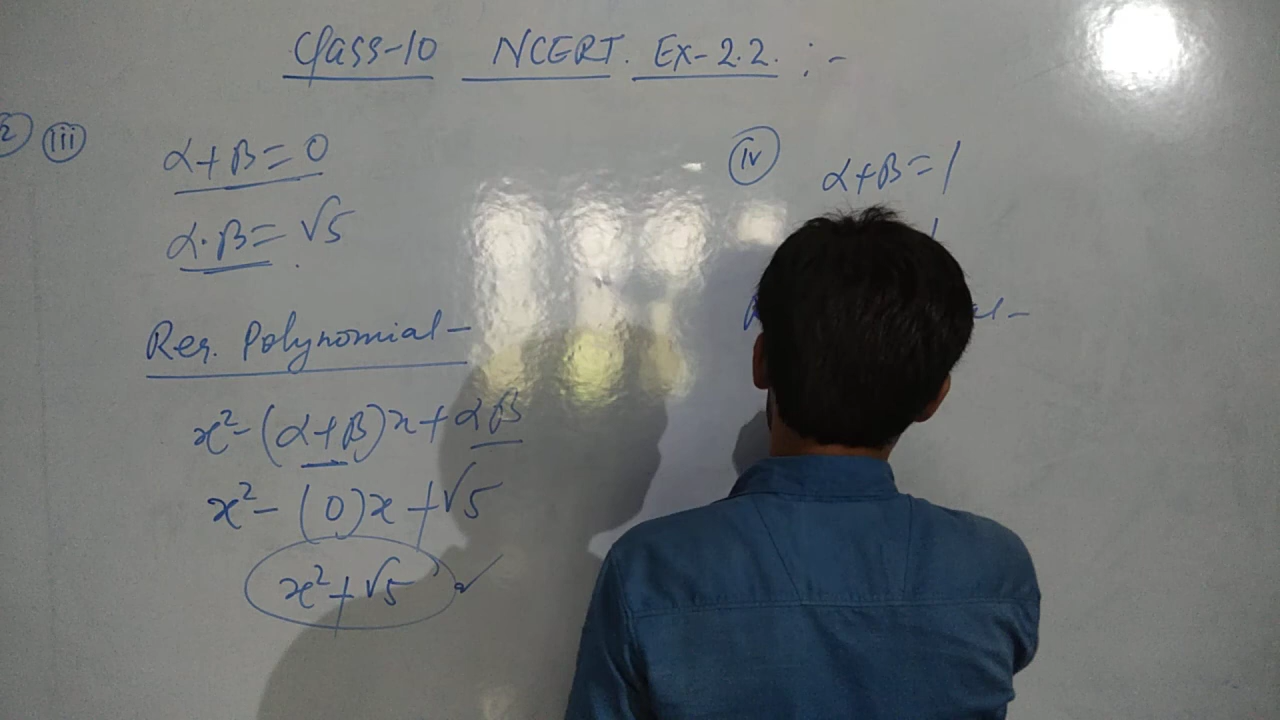 Class-10 NCERT. Ex-2.2. :-
2 iii
α+β=0
α.β=√5
Req. Polynomial-
x²-(α+β)x+αβ
x²-(0)x+√5
x²+√5 ✓
iv
α+β=1